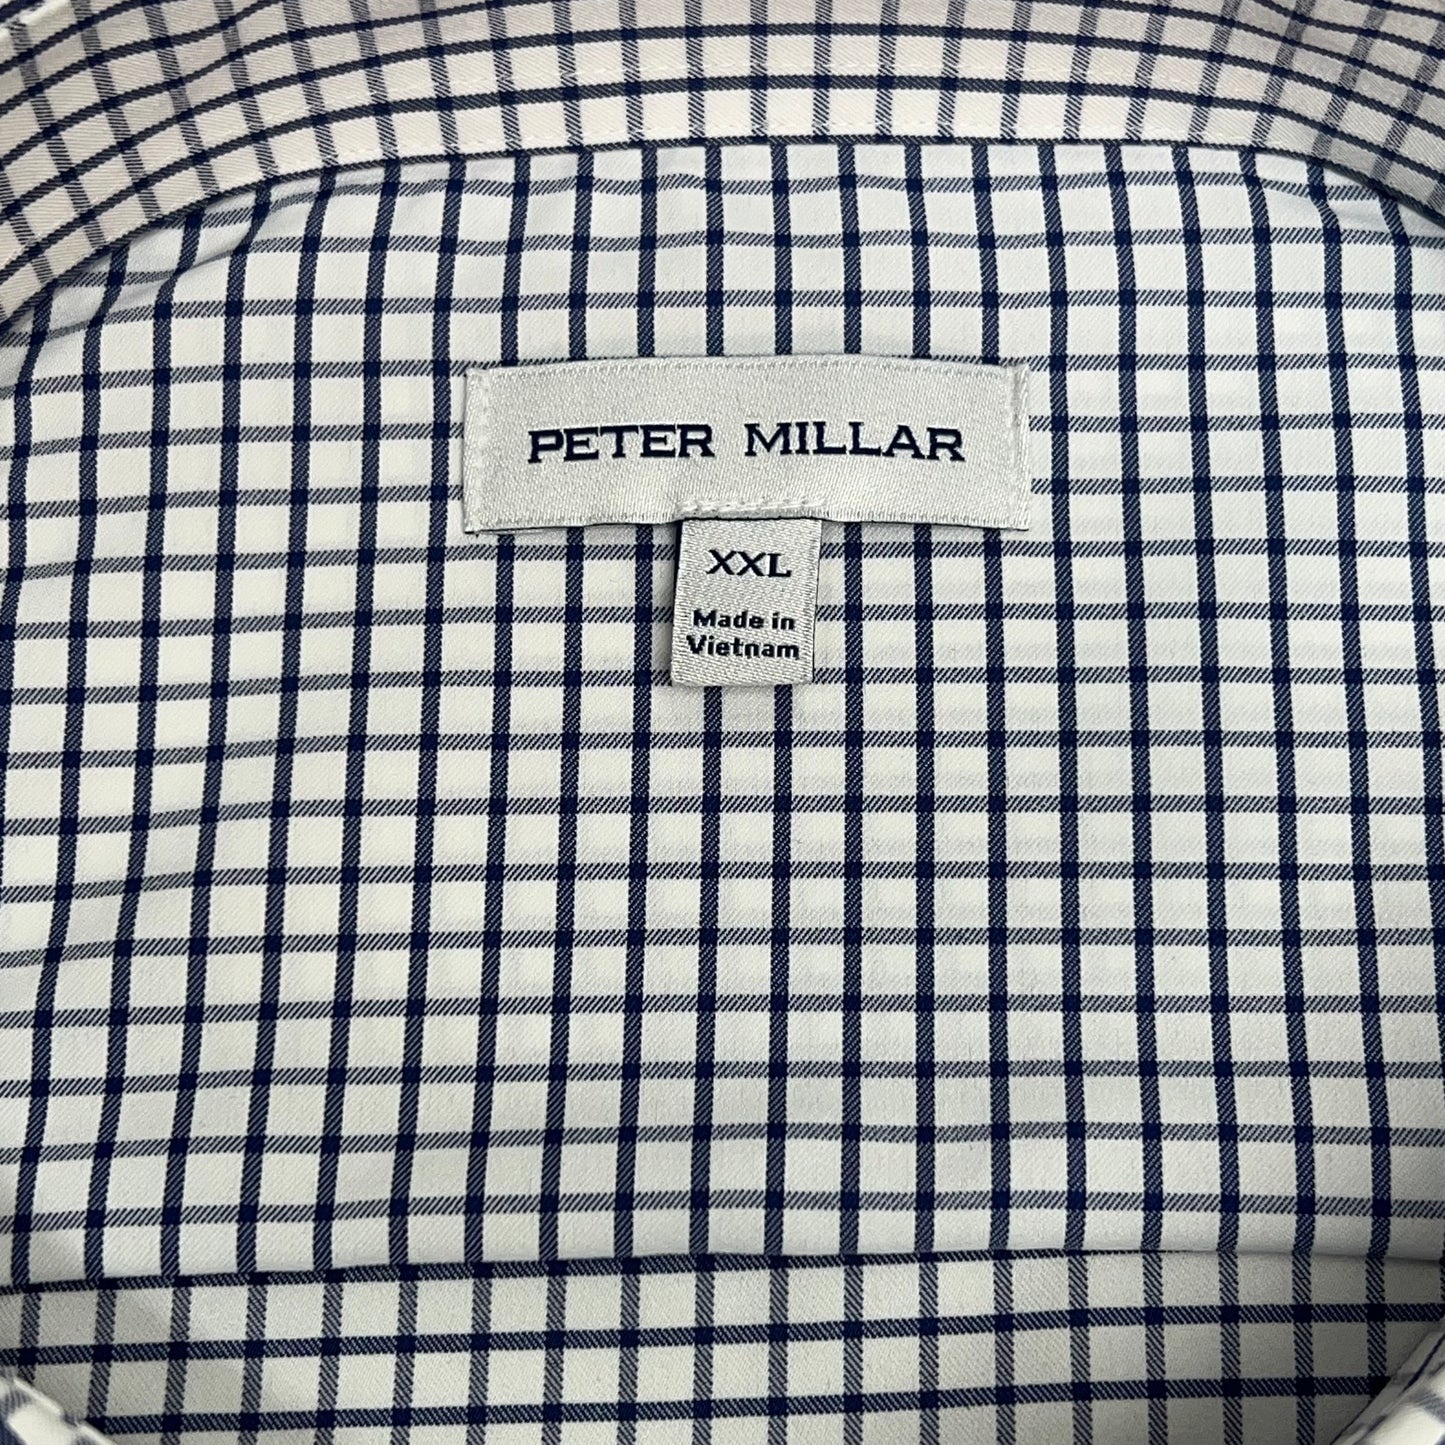 PETER MILLAR
XXL
Made in
Vietnam